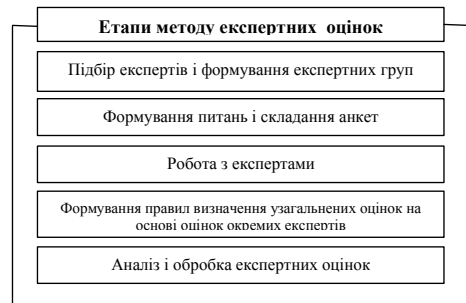 Етапи методу експертних оцінок
Підбір експертів і формування експертних груп
Формування питань і складання анкет
Робота з експертами
Формування правил визначення узагальнених оцінок на
основі оцінок окремих експертів
Аналіз і обробка експертних оцінок